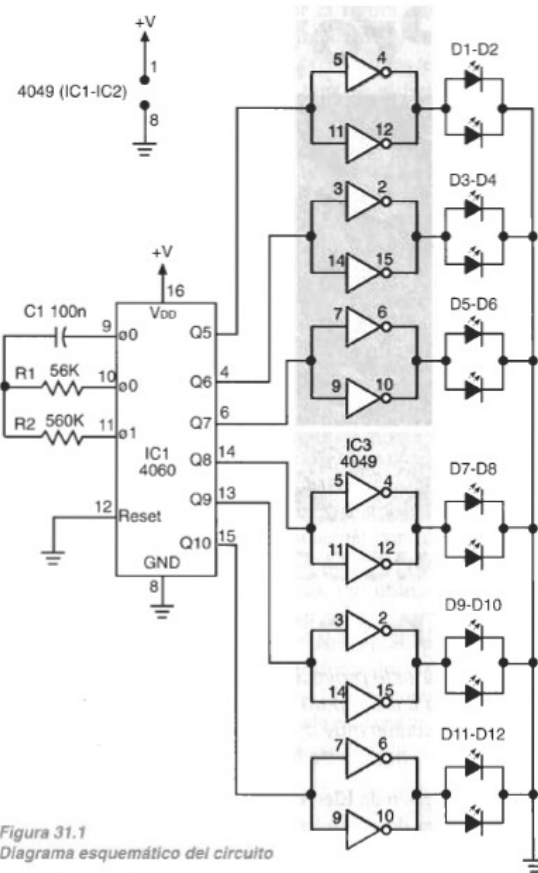 +V
1
4049 (IC1-IC2)
8
5 4
11 12
D1-D2
3 2
14 15
D3-D4
7 6
9 10
D5-D6
+V
16
VDD
C1 100n
9 ø0
R1 56K
10 ø0
R2 560K
11 ø1
IC1
4060
12 Reset
GND
8
Q5
Q6 4
Q7 6
Q8 14
Q9 13
Q10 15
IC3
4049
5 4
11 12
D7-D8
3 2
14 15
D9-D10
7 6
9 10
D11-D12
Figura 31.1
Diagrama esquemático del circuito